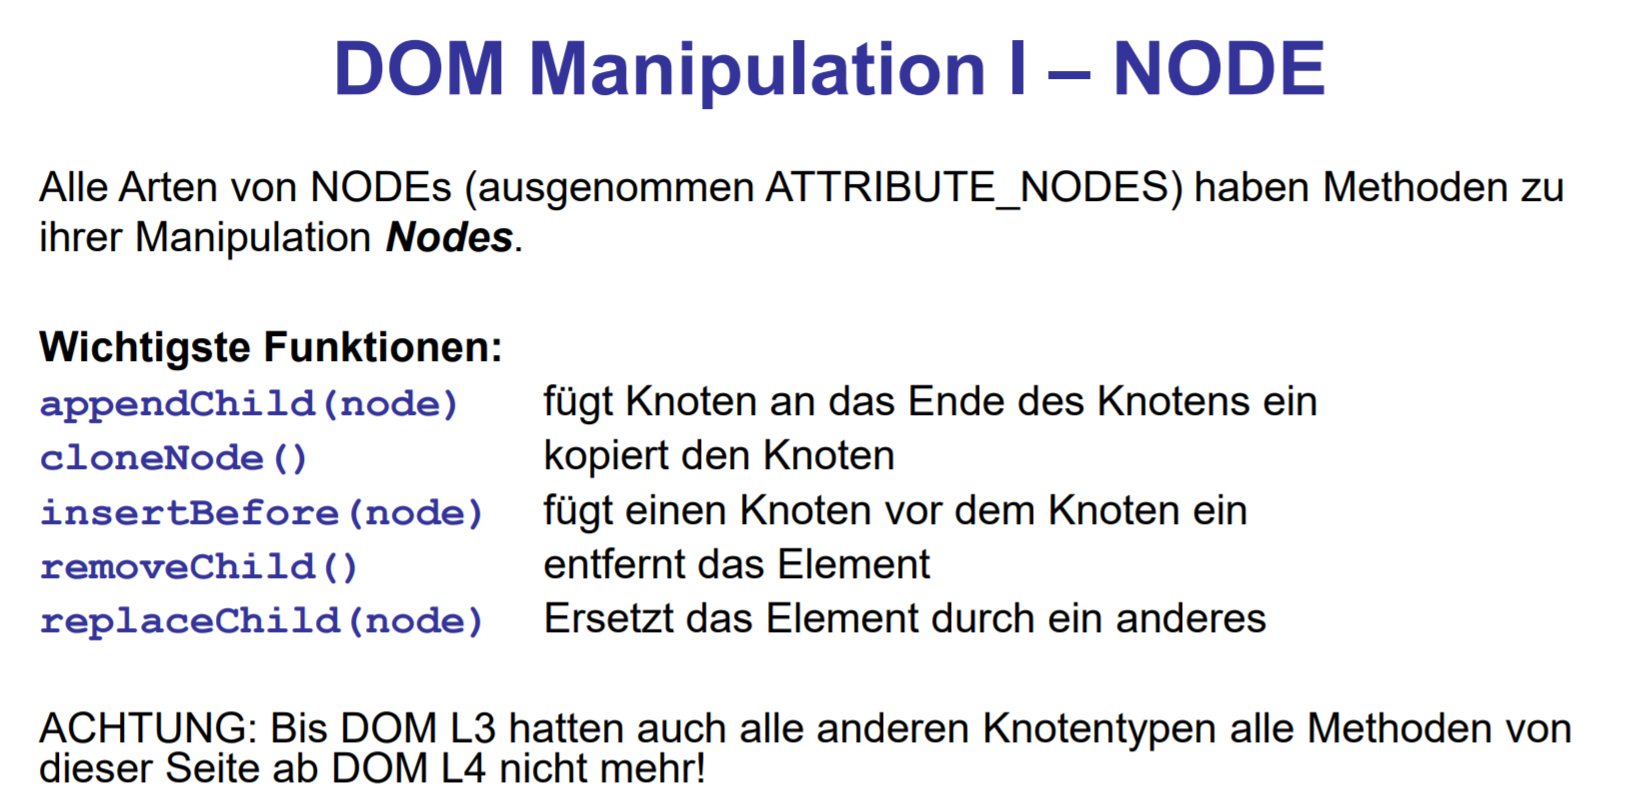 DOM Manipulation I – NODE
Alle Arten von NODEs (ausgenommen ATTRIBUTE_NODES) haben Methoden zu
ihrer Manipulation Nodes.
Wichtigste Funktionen:
appendChild(node) fügt Knoten an das Ende des Knotens ein
cloneNode() kopiert den Knoten
insertBefore(node) fügt einen Knoten vor dem Knoten ein
removeChild() entfernt das Element
replaceChild(node) Ersetzt das Element durch ein anderes
ACHTUNG: Bis DOM L3 hatten auch alle anderen Knotentypen alle Methoden von
dieser Seite ab DOM L4 nicht mehr!